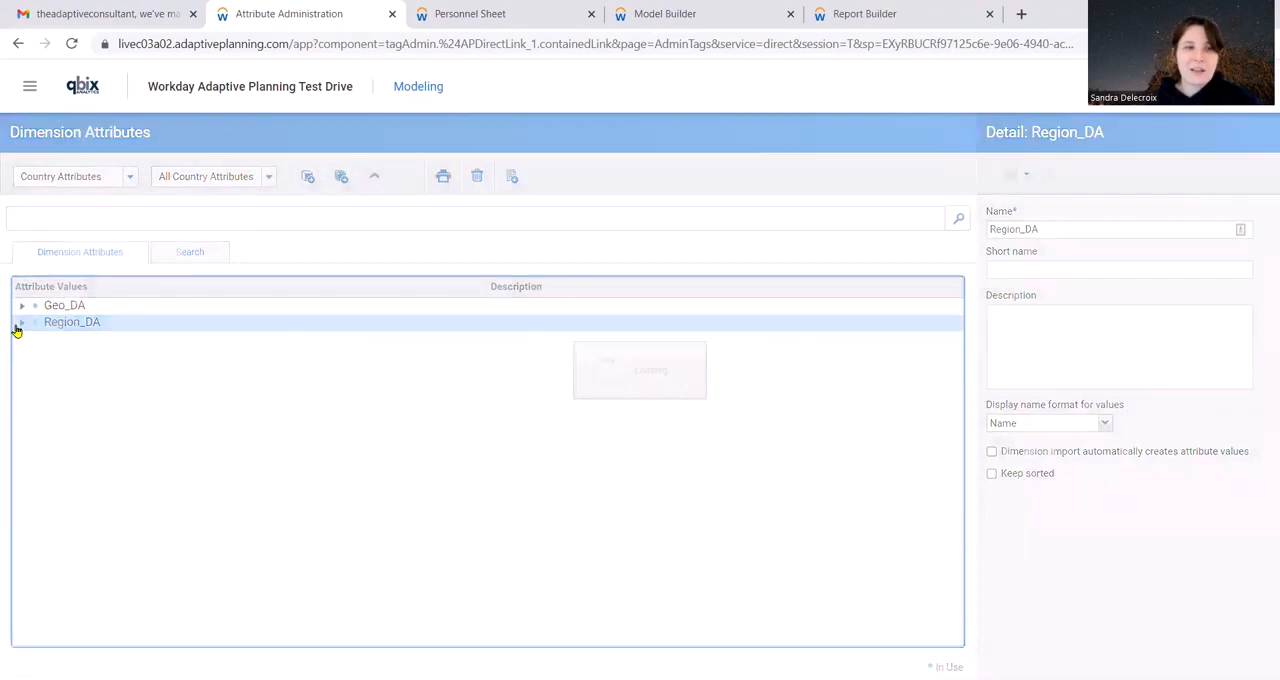 theadaptiveconsultant, we've ma
Attribute Administration
Personnel Sheet
Model Builder
Report Builder
livec03a02.adaptiveplanning.com/app?component=tagAdmin.%24APDirectLink_1.containedLink&page=AdminTags&service=direct&session=T&sp=EXyRBUCRf97125c6e-9e06-4940-ac...
qbix
ANALYTICS
Workday Adaptive Planning Test Drive
Modeling
Sandra Delecroix
Dimension Attributes
Detail: Region_DA
Country Attributes
All Country Attributes
Name*
Region_DA
Short name
Dimension Attributes
Search
Attribute Values
Description
Description
Geo_DA
Region_DA
Loading
Display name format for values
Name
Dimension import automatically creates attribute values
Keep sorted
* In Use